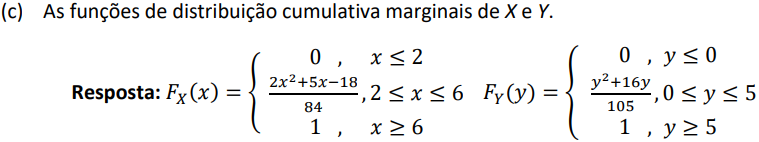 (c) As funções de distribuição cumulativa marginais de X e Y.
Resposta: F_X(x) = { 0 , x ≤ 2
(2x²+5x−18)/84 , 2 ≤ x ≤ 6
1 , x ≥ 6
F_Y(y) = { 0 , y ≤ 0
(y²+16y)/105 , 0 ≤ y ≤ 5
1 , y ≥ 5